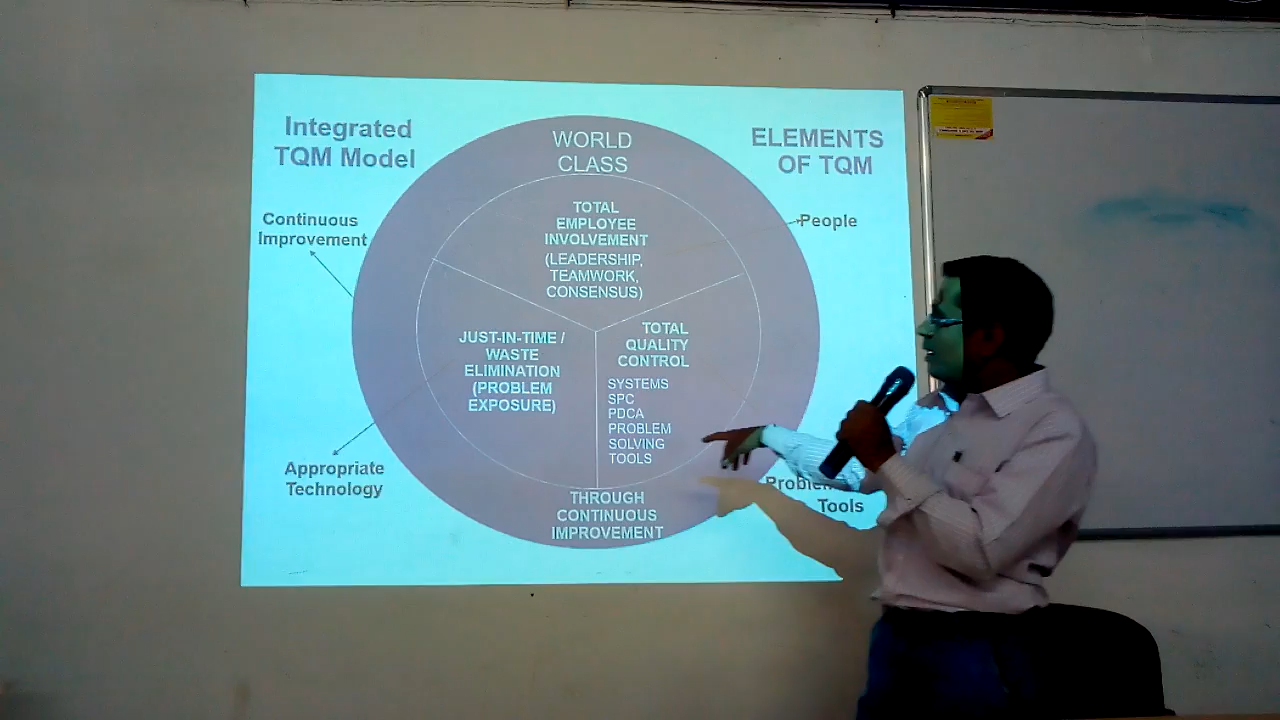 Integrated
TQM Model
WORLD
CLASS
ELEMENTS
OF TQM
Continuous
Improvement
People
TOTAL
EMPLOYEE
INVOLVEMENT
(LEADERSHIP,
TEAMWORK,
CONSENSUS)
JUST-IN-TIME /
WASTE
ELIMINATION
(PROBLEM
EXPOSURE)
TOTAL
QUALITY
CONTROL
SYSTEMS
SPC
PDCA
PROBLEM
SOLVING
TOOLS
Appropriate
Technology
Tools
THROUGH
CONTINUOUS
IMPROVEMENT